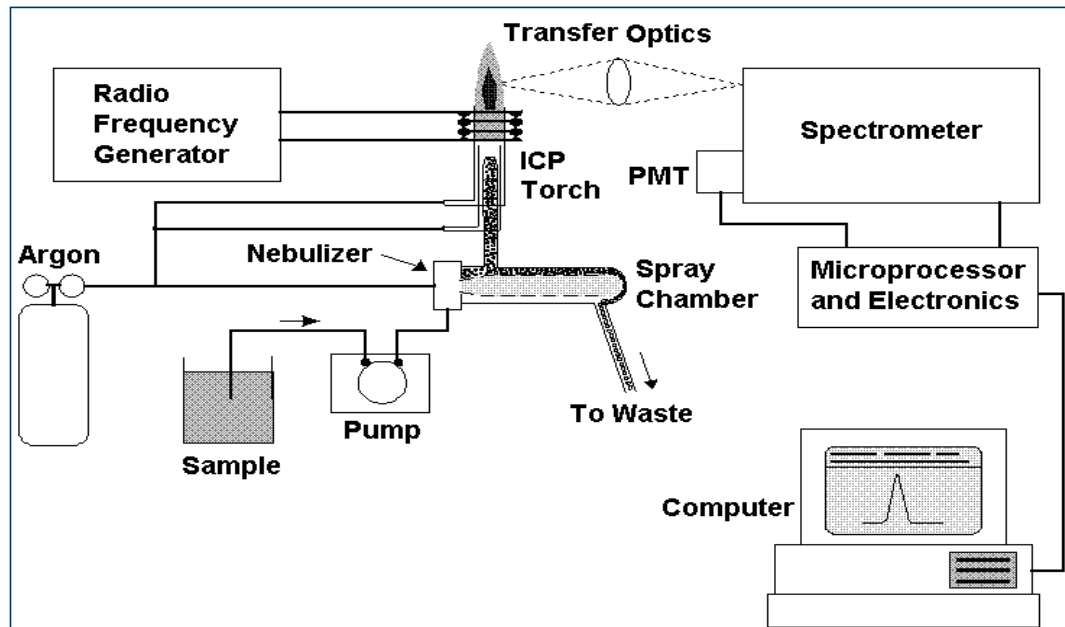 Transfer Optics
Radio
Frequency
Generator
ICP
Torch
Spectrometer
PMT
Argon
Nebulizer
Spray
Chamber
Microprocessor
and Electronics
Sample
Pump
To Waste
Computer